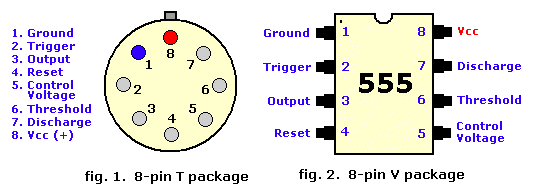 1. Ground
2. Trigger
3. Output
4. Reset
5. Control
Voltage
6. Threshold
7. Discharge
8. Vcc (+)
8
1
7
2
6
3
5
4
fig. 1. 8-pin T package
Ground
1
8
Vcc
Trigger
2
7
Discharge
555
Output
3
6
Threshold
Reset
4
5
Control
Voltage
fig. 2. 8-pin V package